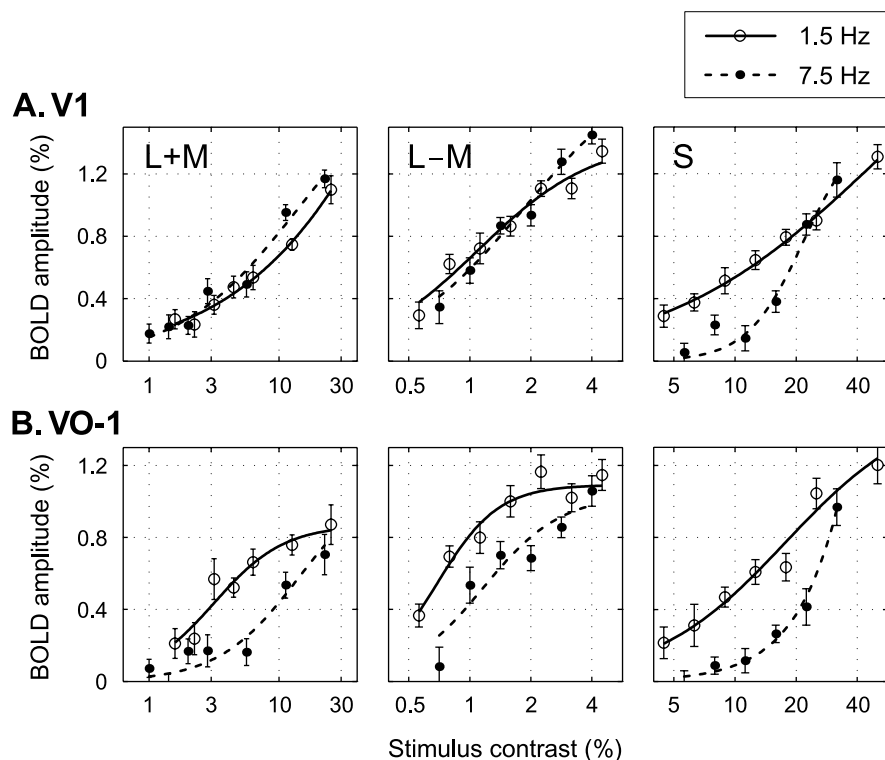 1.5 Hz
7.5 Hz
A. V1
L+M
L−M
S
BOLD amplitude (%)
1.2
0.8
0.4
0
1 3 10 30
0.5 1 2 4
5 10 20 40
B. VO-1
BOLD amplitude (%)
1.2
0.8
0.4
0
1 3 10 30
0.5 1 2 4
5 10 20 40
Stimulus contrast (%)